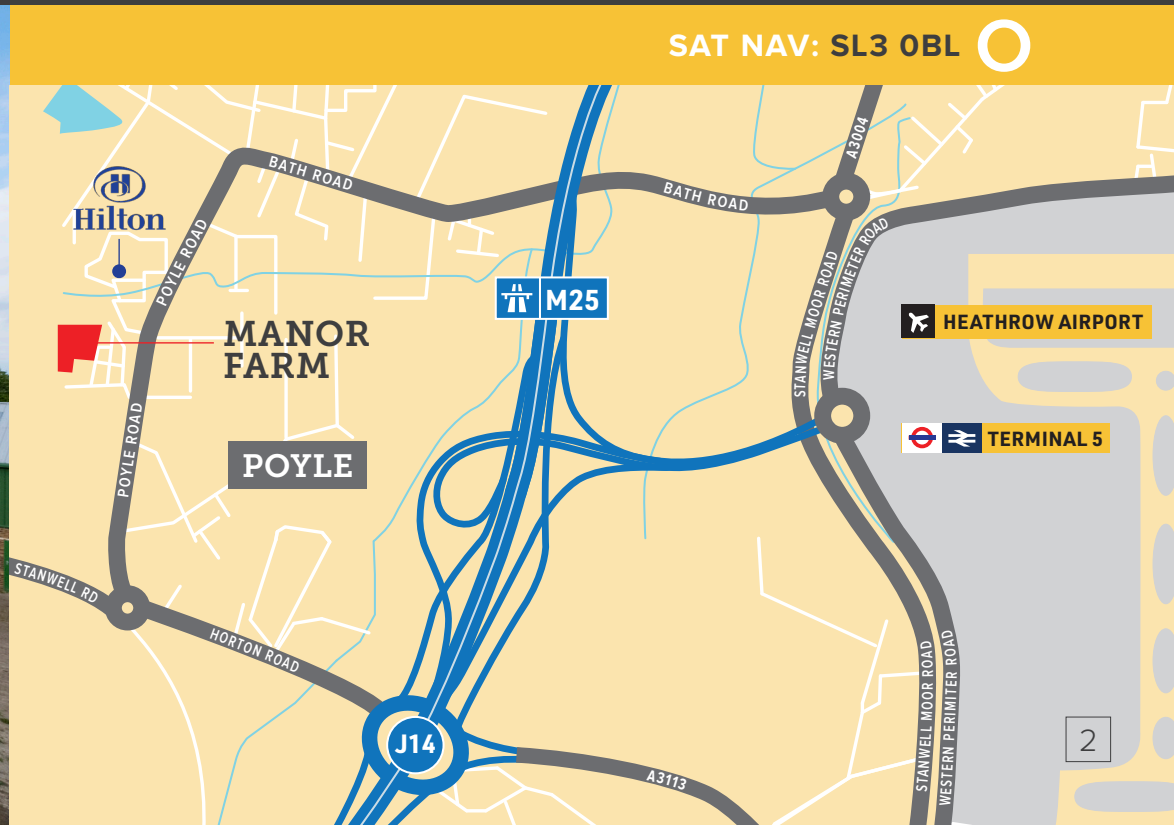 SAT NAV: SL3 0BL
A3004
BATH ROAD
BATH ROAD
Hilton
POYLE ROAD
WESTERN PERIMETER ROAD
STANWELL MOOR ROAD
M25
HEATHROW AIRPORT
MANOR
FARM
POYLE ROAD
TERMINAL 5
POYLE
STANWELL RD
HORTON ROAD
STANWELL MOOR ROAD
WESTERN PERIMITER ROAD
J14
2
A3113